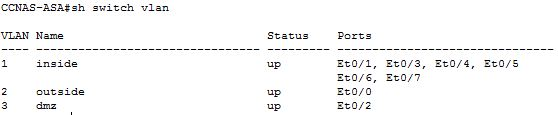 CCNAS-ASA#sh switch vlan
VLAN Name                             Status    Ports
---- -------------------------------- --------- -----------------------------
1    inside                           up        Et0/1, Et0/3, Et0/4, Et0/5
                                                Et0/6, Et0/7
2    outside                          up        Et0/0
3    dmz                              up        Et0/2